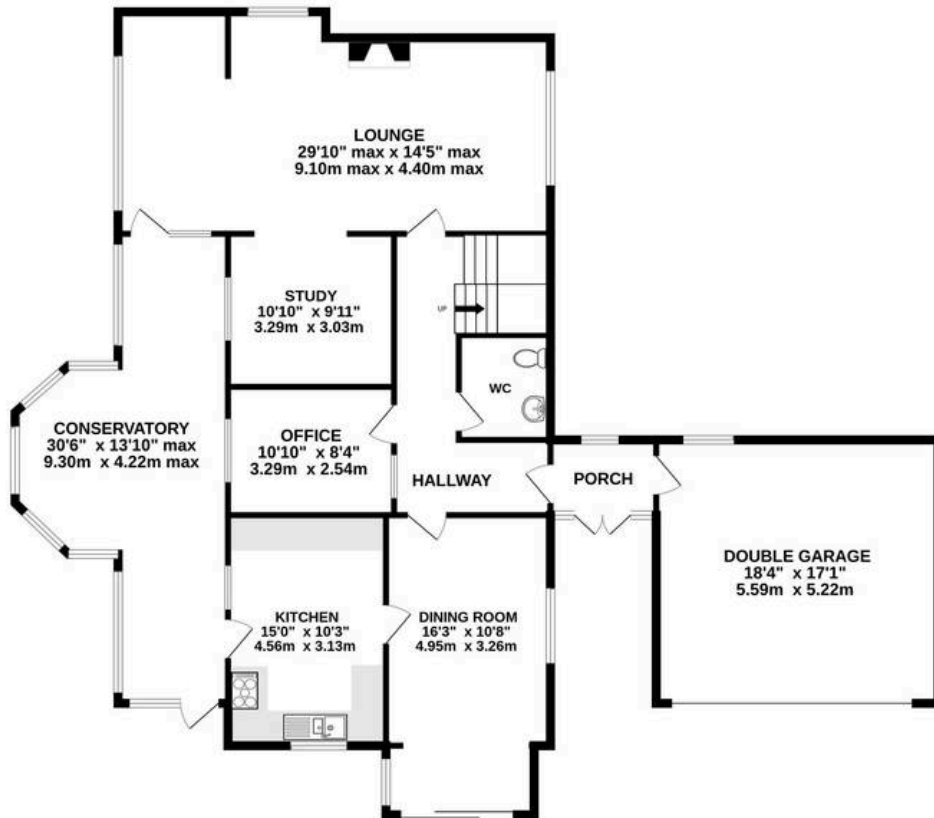 LOUNGE
29'10" max x 14'5" max
9.10m max x 4.40m max
STUDY
10'10" x 9'11"
3.29m x 3.03m
UP
WC
CONSERVATORY
30'6" x 13'10" max
9.30m x 4.22m max
OFFICE
10'10" x 8'4"
3.29m x 2.54m
HALLWAY
PORCH
DOUBLE GARAGE
18'4" x 17'1"
5.59m x 5.22m
KITCHEN
15'0" x 10'3"
4.56m x 3.13m
DINING ROOM
16'3" x 10'8"
4.95m x 3.26m